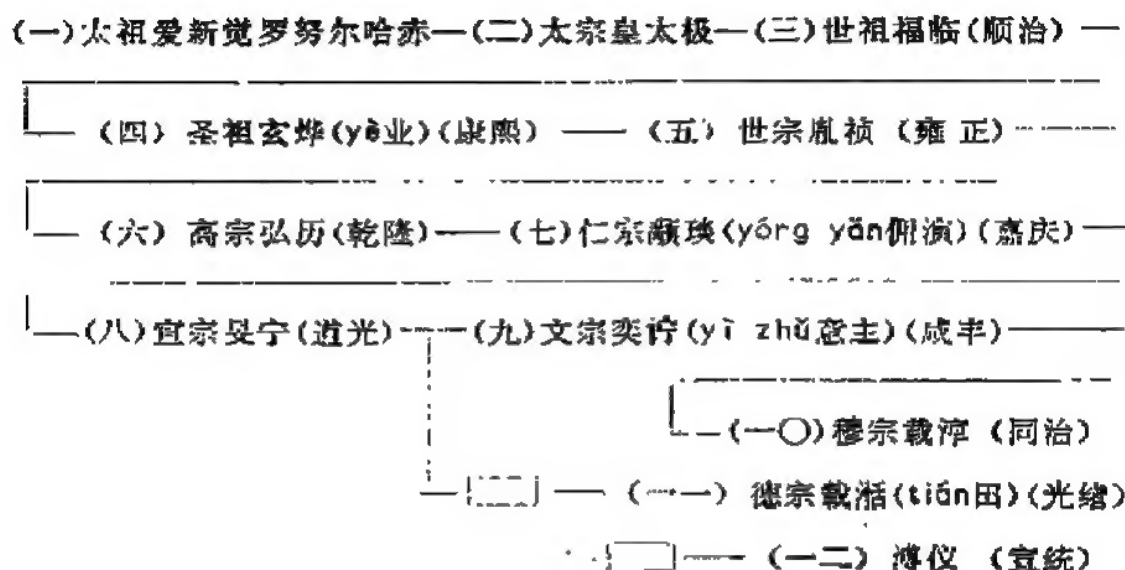 (一)太祖爱新觉罗努尔哈赤—(二)太宗皇太极—(三)世祖福临(顺治)—
(四) 圣祖玄烨(yè业)(康熙) —— (五) 世宗胤祯 (雍正)
(六) 高宗弘历(乾隆)——(七)仁宗颙琰(yóng yǎn佣演)(嘉庆)——
(八)宣宗旻宁(道光)——(九)文宗奕詝(yì zhǔ意主)(咸丰)——
(一〇)穆宗载淳 (同治)
(一一) 德宗载湉(tián田)(光绪)
(一二) 溥仪 (宣统)